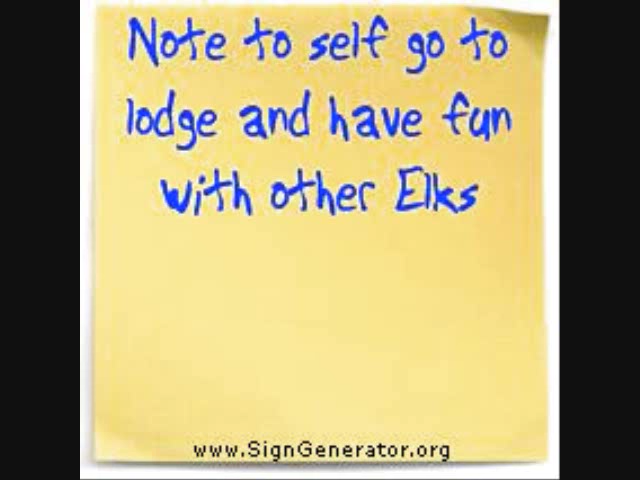 Note to self go to
lodge and have fun
with other Elks
www.SignGenerator.org